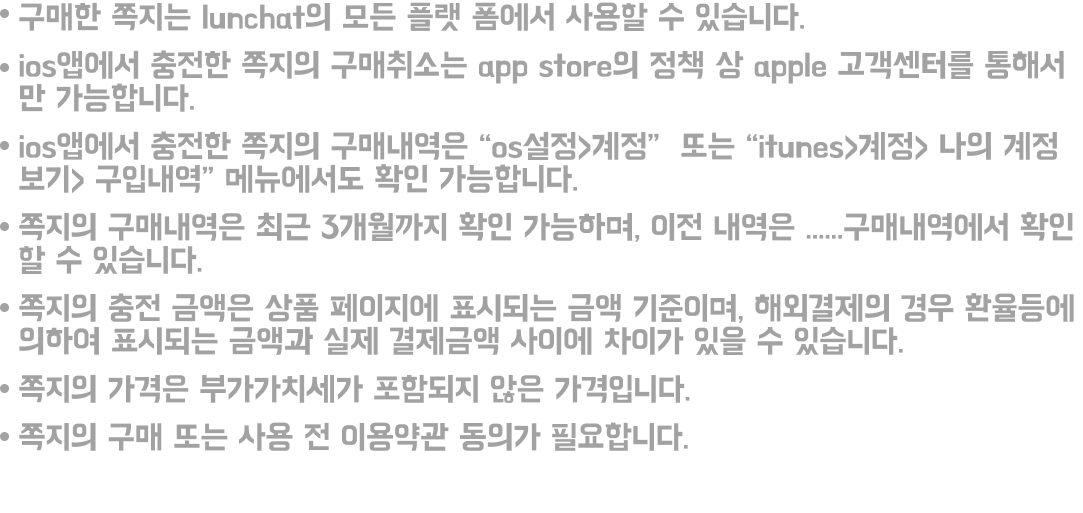 • 구매한 쪽지는 lunchat의 모든 플랫 폼에서 사용할 수 있습니다.
• ios앱에서 충전한 쪽지의 구매취소는 app store의 정책 상 apple 고객센터를 통해서
만 가능합니다.
• ios앱에서 충전한 쪽지의 구매내역은 “os설정>계정” 또는 “itunes>계정> 나의 계정
보기> 구입내역” 메뉴에서도 확인 가능합니다.
• 쪽지의 구매내역은 최근 3개월까지 확인 가능하며, 이전 내역은 ......구매내역에서 확인
할 수 있습니다.
• 쪽지의 충전 금액은 상품 페이지에 표시되는 금액 기준이며, 해외결제의 경우 환율등에
의하여 표시되는 금액과 실제 결제금액 사이에 차이가 있을 수 있습니다.
• 쪽지의 가격은 부가가치세가 포함되지 않은 가격입니다.
• 쪽지의 구매 또는 사용 전 이용약관 동의가 필요합니다.